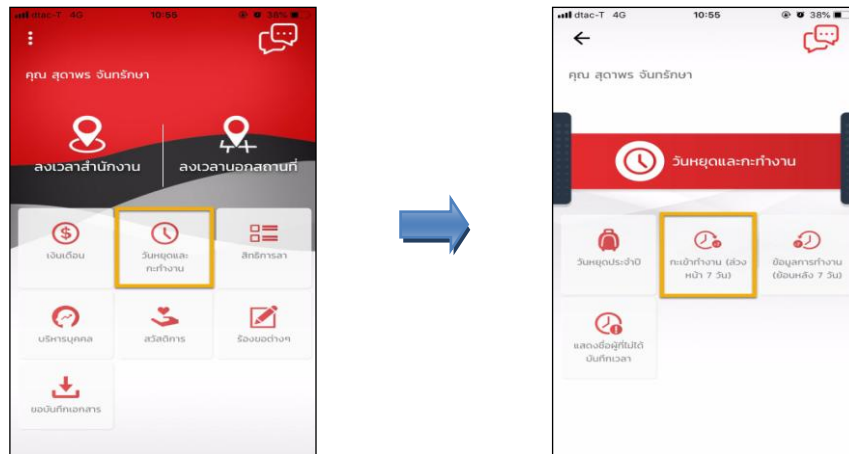 dtac-T 4G 10:55 38%
คุณ สุดาพร จันทรักษา
ลงเวลาสำนักงาน ลงเวลานอกสถานที่
เงินเดือน
วันหยุดและ
กะทำงาน
สิทธิการลา
บริหารบุคคล
สวัสดิการ
ร้องขอต่างๆ
ขอบันทึกเอกสาร
dtac-T 4G 10:55 38%
คุณ สุดาพร จันทรักษา
วันหยุดและกะทำงาน
วันหยุดประจำปี
กะเข้าทำงาน (ล่วง
หน้า 7 วัน)
ข้อมูลการทำงาน
(ย้อนหลัง 7 วัน)
แสดงชื่อผู้ที่ไม่ได้
บันทึกเวลา